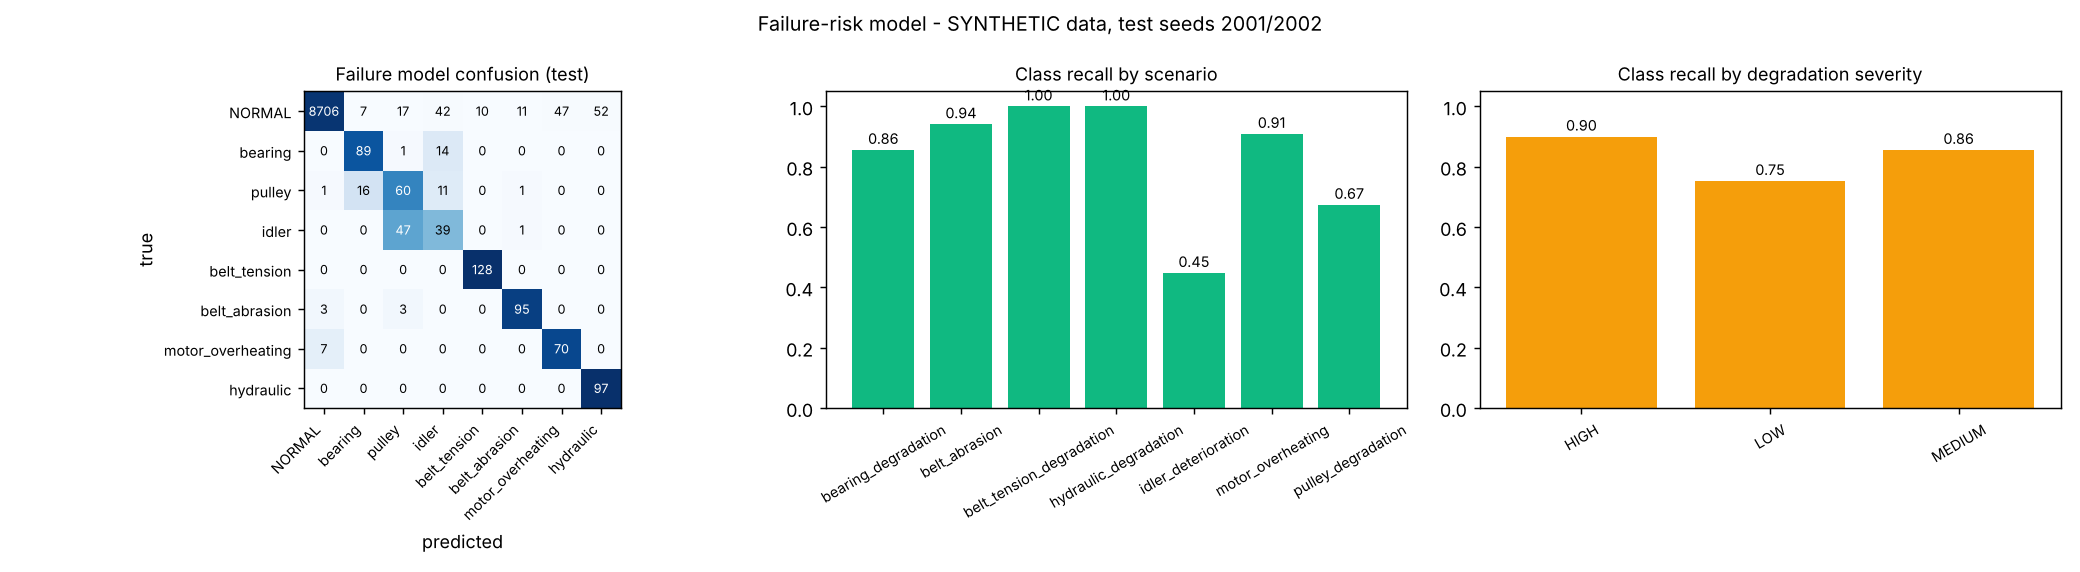 Failure-risk model - SYNTHETIC data, test seeds 2001/2002
Failure model confusion (test)
true
NORMAL 8706 7 17 42 10 11 47 52
bearing 0 89 1 14 0 0 0 0
pulley 1 16 60 11 0 1 0 0
idler 0 0 47 39 0 1 0 0
belt_tension 0 0 0 0 128 0 0 0
belt_abrasion 3 0 3 0 0 95 0 0
motor_overheating 7 0 0 0 0 0 70 0
hydraulic 0 0 0 0 0 0 0 97
NORMAL bearing pulley idler belt_tension belt_abrasion motor_overheating hydraulic
predicted
Class recall by scenario
1.0
0.8
0.6
0.4
0.2
0.0
0.86 0.94 1.00 1.00 0.45 0.91 0.67
bearing_degradation belt_abrasion belt_tension_degradation hydraulic_degradation idler_deterioration motor_overheating pulley_degradation
Class recall by degradation severity
1.0
0.8
0.6
0.4
0.2
0.0
0.90 0.75 0.86
HIGH LOW MEDIUM